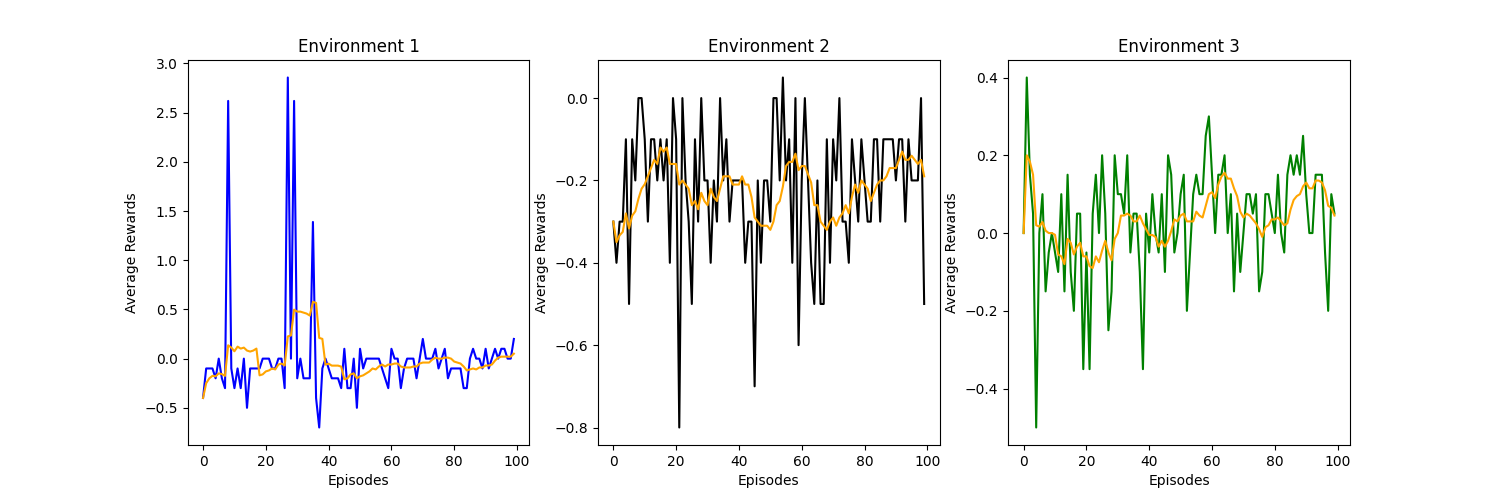 Environment 1
Average Rewards
3.0
2.5
2.0
1.5
1.0
0.5
0.0
−0.5
0 20 40 60 80 100
Episodes
Environment 2
Average Rewards
0.0
−0.2
−0.4
−0.6
−0.8
0 20 40 60 80 100
Episodes
Environment 3
Average Rewards
0.4
0.2
0.0
−0.2
−0.4
0 20 40 60 80 100
Episodes